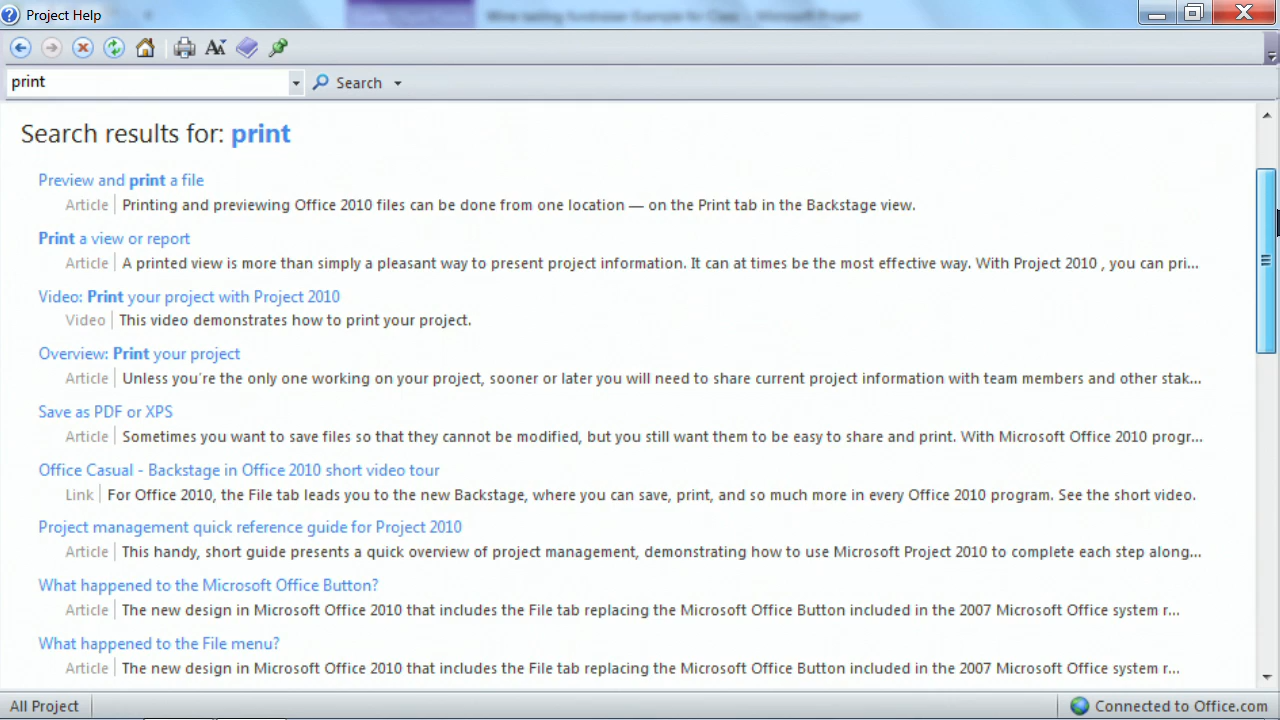 Project Help
Wine tasting fundraiser Example for Class - Microsoft Project
print
Search
Search results for: print
Preview and print a file
Article | Printing and previewing Office 2010 files can be done from one location — on the Print tab in the Backstage view.
Print a view or report
Article | A printed view is more than simply a pleasant way to present project information. It can at times be the most effective way. With Project 2010 , you can pri...
Video: Print your project with Project 2010
Video | This video demonstrates how to print your project.
Overview: Print your project
Article | Unless you're the only one working on your project, sooner or later you will need to share current project information with team members and other stak...
Save as PDF or XPS
Article | Sometimes you want to save files so that they cannot be modified, but you still want them to be easy to share and print. With Microsoft Office 2010 progr...
Office Casual - Backstage in Office 2010 short video tour
Link | For Office 2010, the File tab leads you to the new Backstage, where you can save, print, and so much more in every Office 2010 program. See the short video.
Project management quick reference guide for Project 2010
Article | This handy, short guide presents a quick overview of project management, demonstrating how to use Microsoft Project 2010 to complete each step along...
What happened to the Microsoft Office Button?
Article | The new design in Microsoft Office 2010 that includes the File tab replacing the Microsoft Office Button included in the 2007 Microsoft Office system r...
What happened to the File menu?
Article | The new design in Microsoft Office 2010 that includes the File tab replacing the Microsoft Office Button included in the 2007 Microsoft Office system r...
All Project
Connected to Office.com